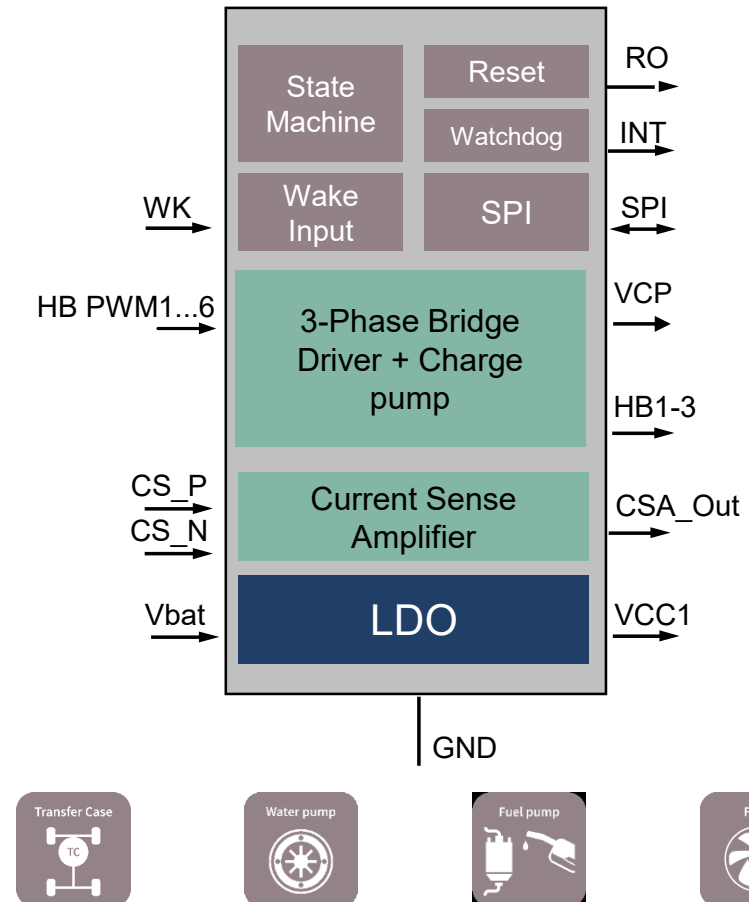 State
Machine
Reset
RO
Watchdog
INT
WK
Wake
Input
SPI
SPI
HB PWM1...6
3-Phase Bridge
Driver + Charge
pump
VCP
HB1-3
CS_P
CS_N
Current Sense
Amplifier
CSA_Out
Vbat
LDO
VCC1
GND
Transfer Case
TC
Water pump
Fuel pump
F